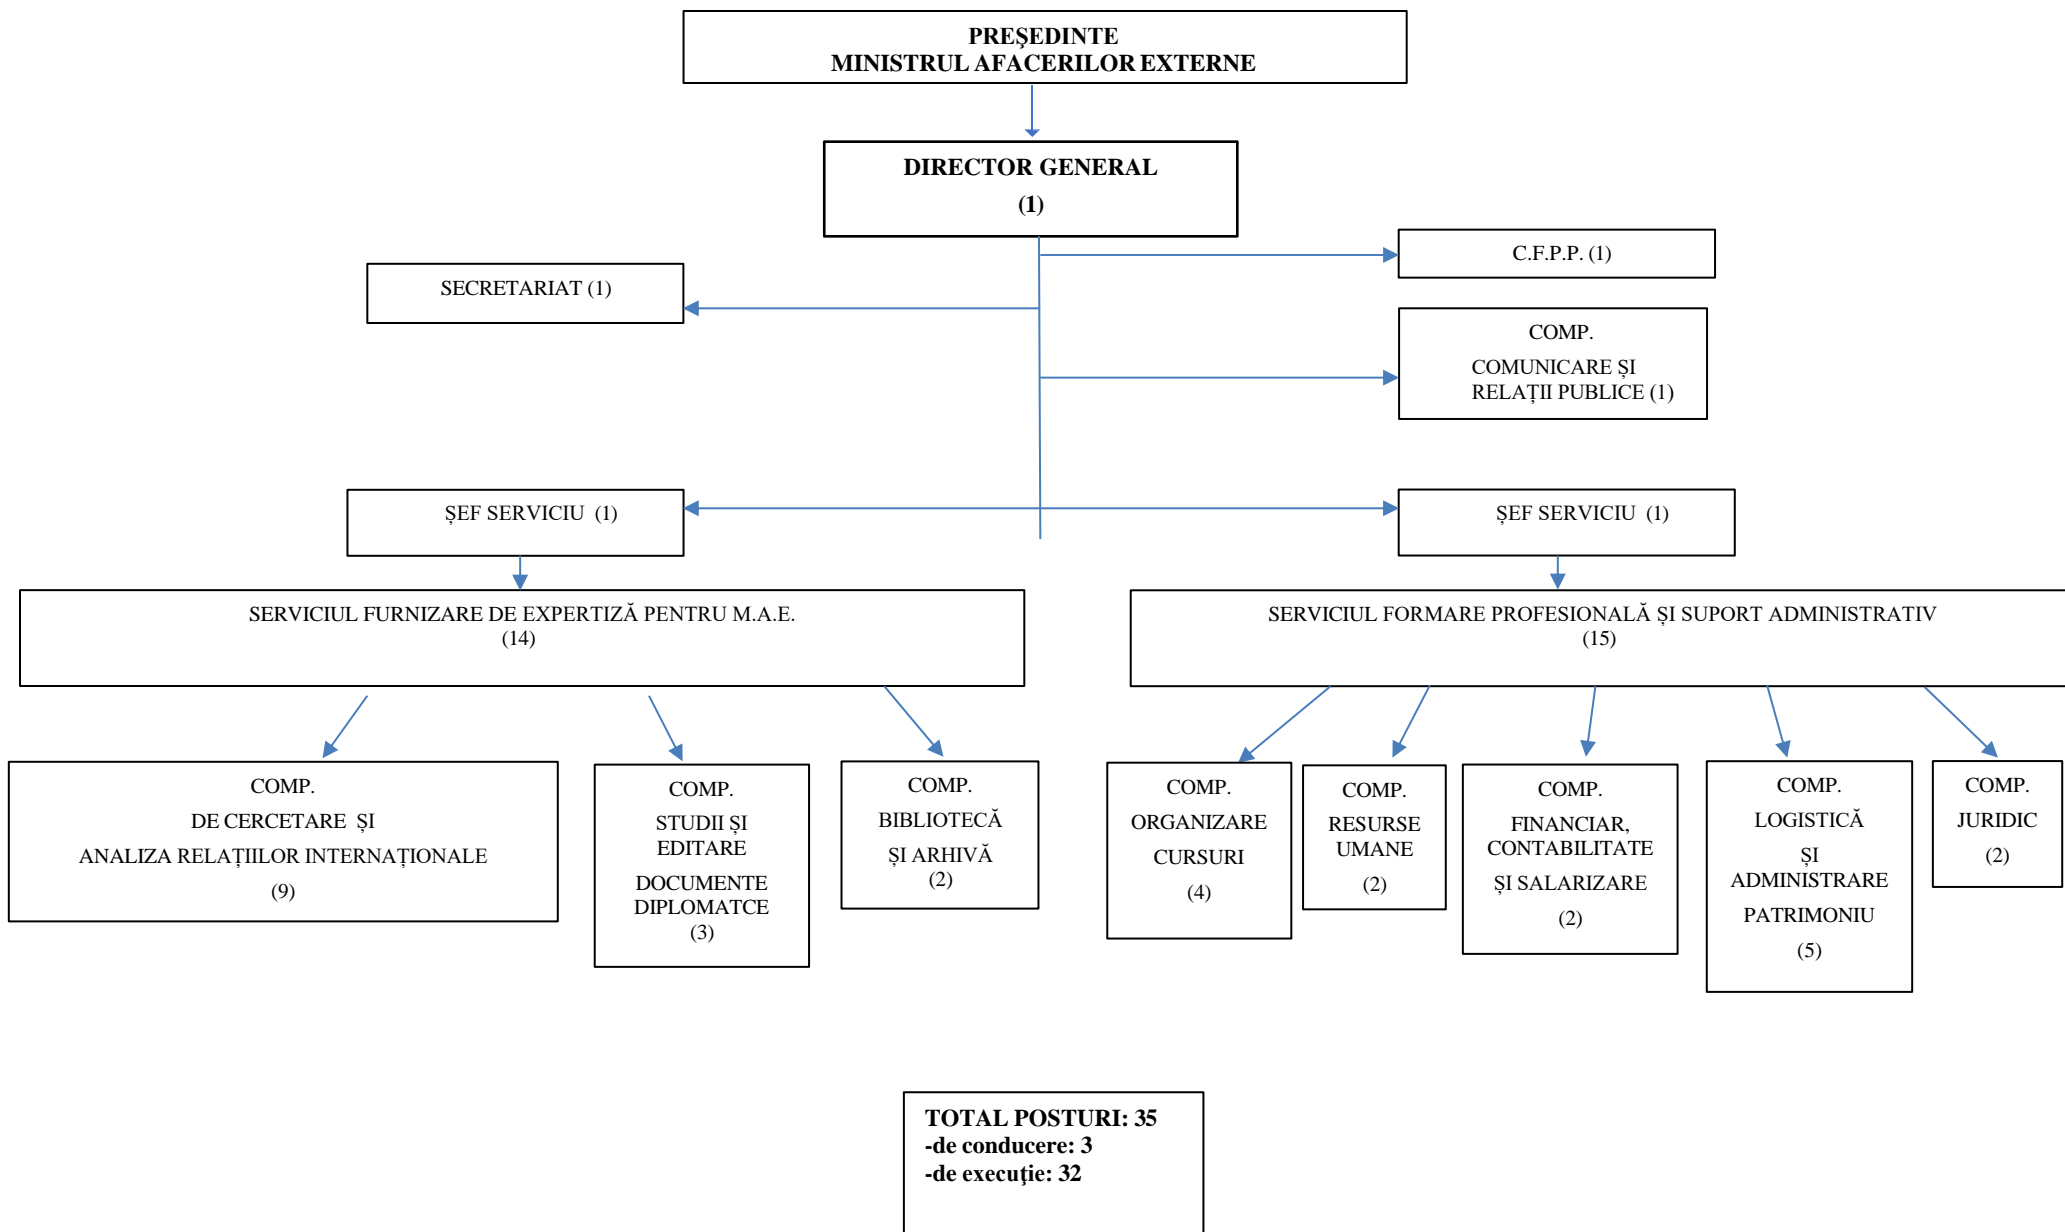 PREŞEDINTE
MINISTRUL AFACERILOR EXTERNE
DIRECTOR GENERAL
(1)
C.F.P.P. (1)
SECRETARIAT (1)
COMP.
COMUNICARE ȘI
RELAȚII PUBLICE (1)
ȘEF SERVICIU (1)
ȘEF SERVICIU (1)
SERVICIUL FURNIZARE DE EXPERTIZĂ PENTRU M.A.E.
(14)
SERVICIUL FORMARE PROFESIONALĂ ȘI SUPORT ADMINISTRATIV
(15)
COMP.
DE CERCETARE ȘI
ANALIZA RELAȚIILOR INTERNAȚIONALE
(9)
COMP.
STUDII ȘI
EDITARE
DOCUMENTE
DIPLOMATCE
(3)
COMP.
BIBLIOTECĂ
ȘI ARHIVĂ
(2)
COMP.
ORGANIZARE
CURSURI
(4)
COMP.
RESURSE
UMANE
(2)
COMP.
FINANCIAR,
CONTABILITATE
ȘI SALARIZARE
(2)
COMP.
LOGISTICĂ
ȘI
ADMINISTRARE
PATRIMONIU
(5)
COMP.
JURIDIC
(2)
TOTAL POSTURI: 35
-de conducere: 3
-de execuţie: 32